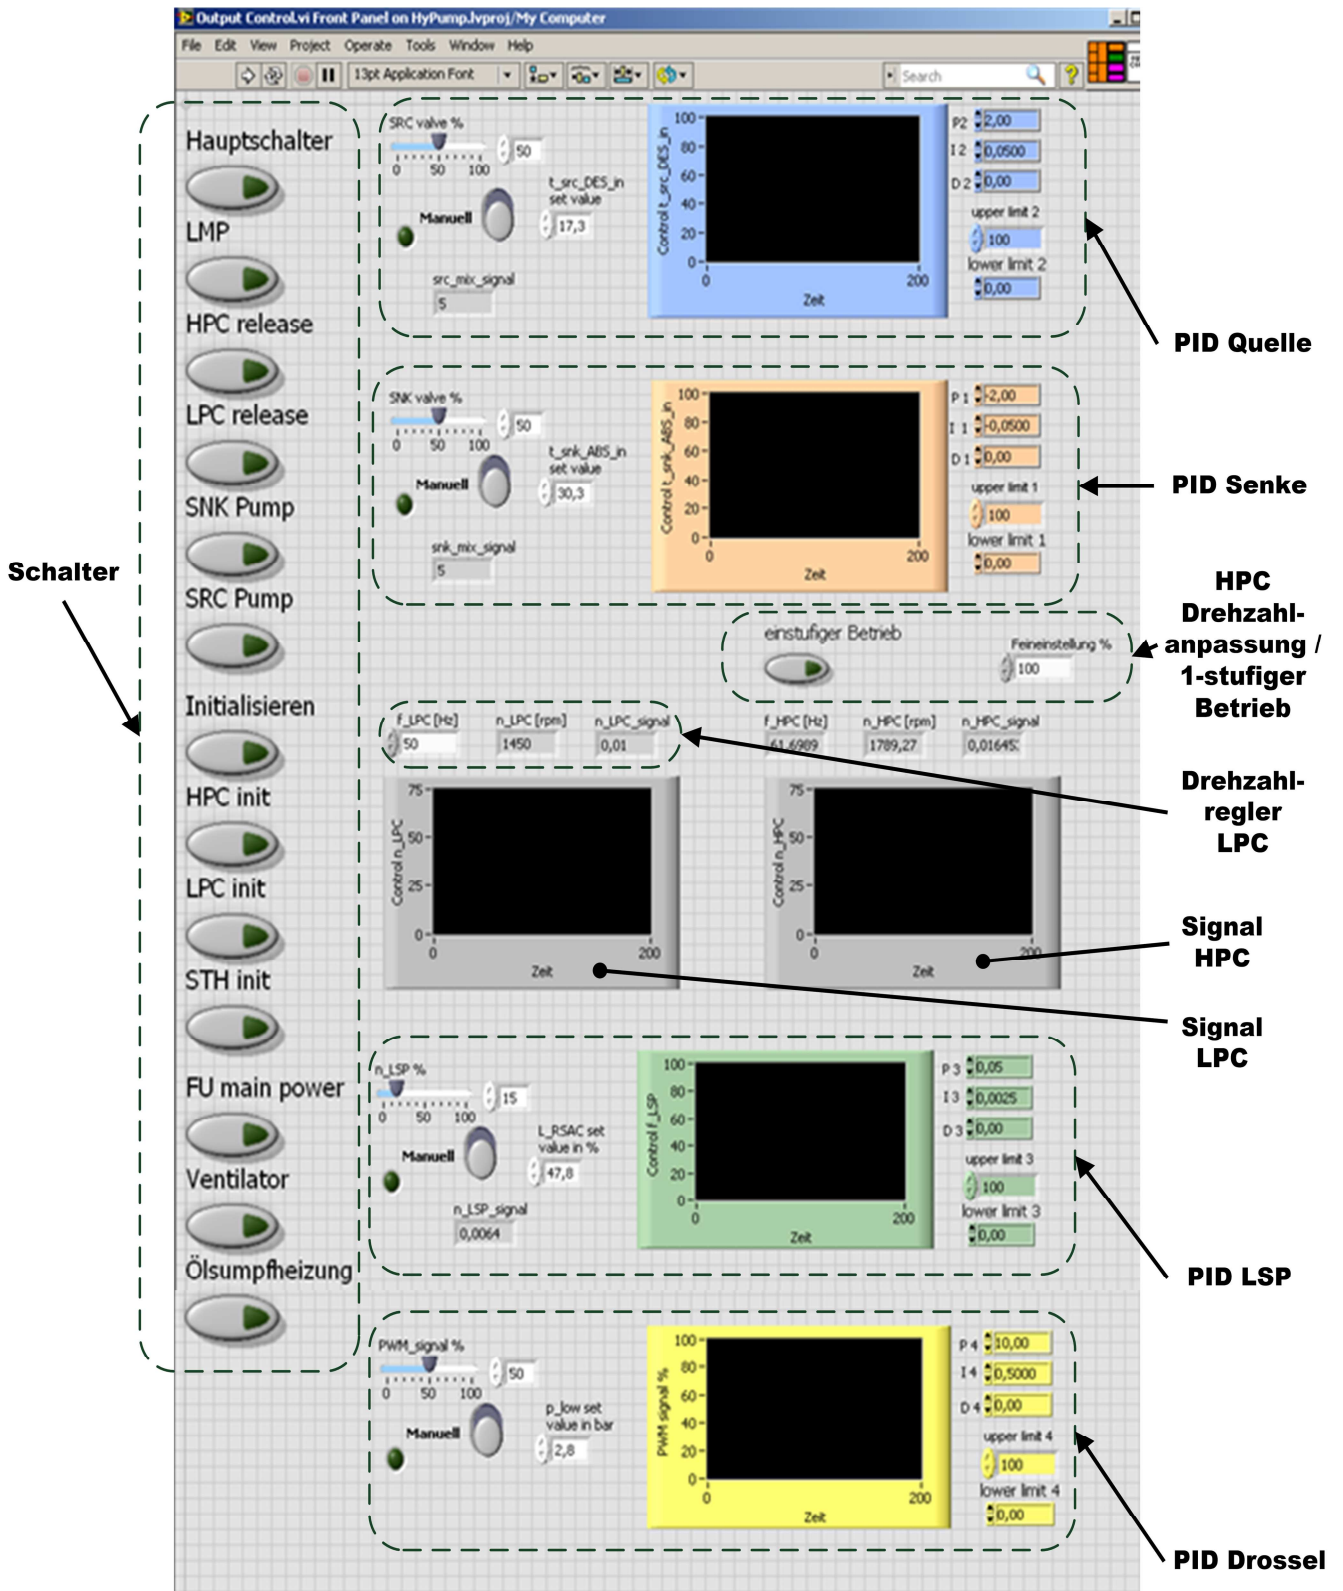 Output Control.vi Front Panel on HyPump.lvproj/My Computer
File Edit View Project Operate Tools Window Help
13pt Application Font
Search
Schalter
Hauptschalter
LMP
HPC release
LPC release
SNK Pump
SRC Pump
Initialisieren
HPC init
LPC init
STH init
FU main power
Ventilator
Ölsumpfheizung
SRC valve %
50
0 50 100
Manuell
t_src_DES_in
set value
17,3
src_mix_signal
5
Control t_src_DES_in
100
80
60
40
20
0
0 200
Zeit
P2 2,00
I 2 0,0500
D 2 0,00
upper limit 2
100
lower limit 2
0,00
PID Quelle
SNK valve %
50
0 50 100
Manuell
t_snk_ABS_in
set value
30,3
snk_mix_signal
5
Control t_snk_ABS_in
100
80
60
40
20
0
0 200
Zeit
P 1 -2,00
I 1 -0,0500
D 1 0,00
upper limit 1
100
lower limit 1
0,00
PID Senke
einstufiger Betrieb
Feineinstellung %
100
HPC
Drehzahl-
anpassung /
1-stufiger
Betrieb
f_LPC [Hz] n_LPC [rpm] n_LPC_signal
50 1450 0,01
f_HPC [Hz] n_HPC [rpm] n_HPC_signal
61,6989 1789,27 0,01645
Drehzahl-
regler
LPC
Control n_LPC
75
50
25
0
0 200
Zeit
Control n_HPC
75
50
25
0
0 200
Zeit
Signal
HPC
Signal
LPC
n_LSP %
15
0 50 100
Manuell
L_RSAC set
value in %
47,8
n_LSP_signal
0,0064
Control f_LSP
100
80
60
40
20
0
0 200
Zeit
P 3 0,05
I 3 0,0025
D 3 0,00
upper limit 3
100
lower limit 3
0,00
PID LSP
PWM_signal %
50
0 50 100
Manuell
p_low set
value in bar
2,8
PWM signal %
100
80
60
40
20
0
0 200
Zeit
P 4 10,00
I 4 0,5000
D 4 0,00
upper limit 4
100
lower limit 4
0,00
PID Drossel